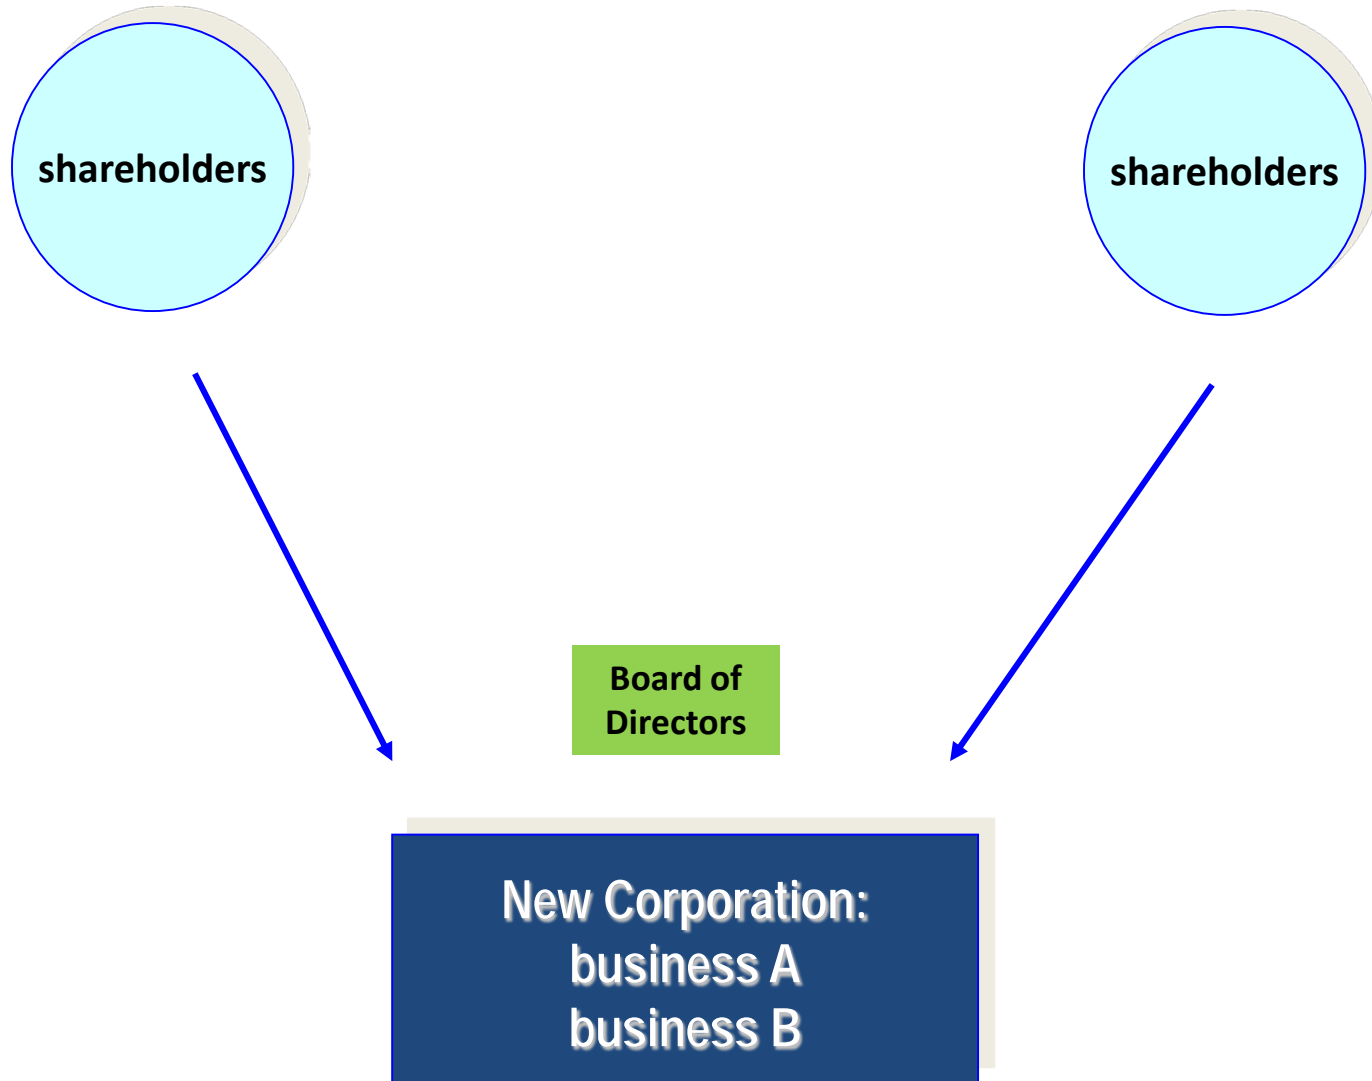 shareholders
shareholders
Board of
Directors
New Corporation:
business A
business B